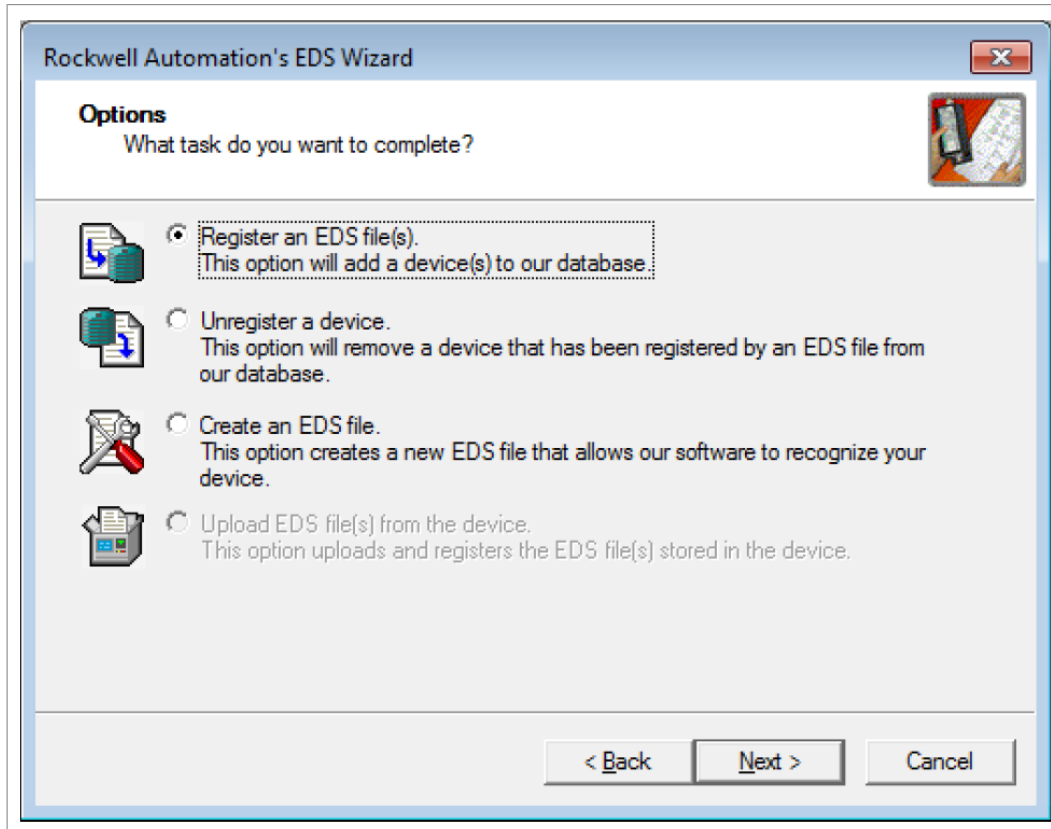 Rockwell Automation's EDS Wizard
Options
What task do you want to complete?
Register an EDS file(s).
This option will add a device(s) to our database.
Unregister a device.
This option will remove a device that has been registered by an EDS file from
our database.
Create an EDS file.
This option creates a new EDS file that allows our software to recognize your
device.
Upload EDS file(s) from the device.
This option uploads and registers the EDS file(s) stored in the device.
< Back
Next >
Cancel